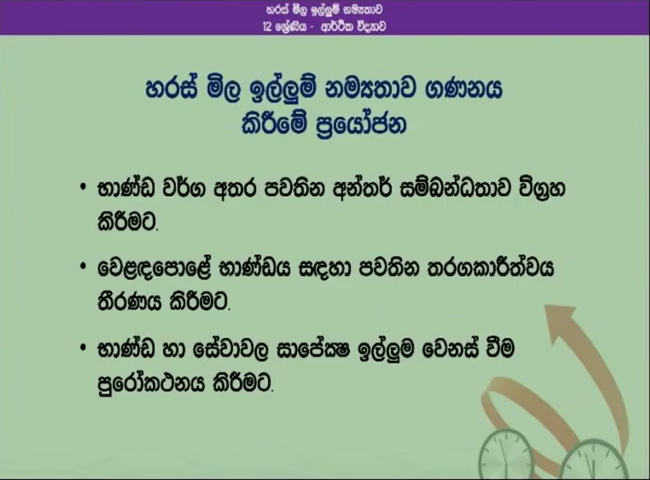 හරස් මිල ඉල්ලුම් නම්‍යතාව
12 ශ්‍රේණිය - ආර්ථික විද්‍යාව
හරස් මිල ඉල්ලුම් නම්‍යතාව ගණනය
කිරීමේ ප්‍රයෝජන
• භාණ්ඩ වර්ග අතර පවතින අන්තර් සම්බන්ධතාව විග්‍රහ
කිරීමට.
• වෙළඳපොළේ භාණ්ඩය සඳහා පවතින තරගකාරීත්වය
තීරණය කිරීමට.
• භාණ්ඩ හා සේවාවල සාපේක්‍ෂ ඉල්ලුම වෙනස් වීම
පුරෝකථනය කිරීමට.